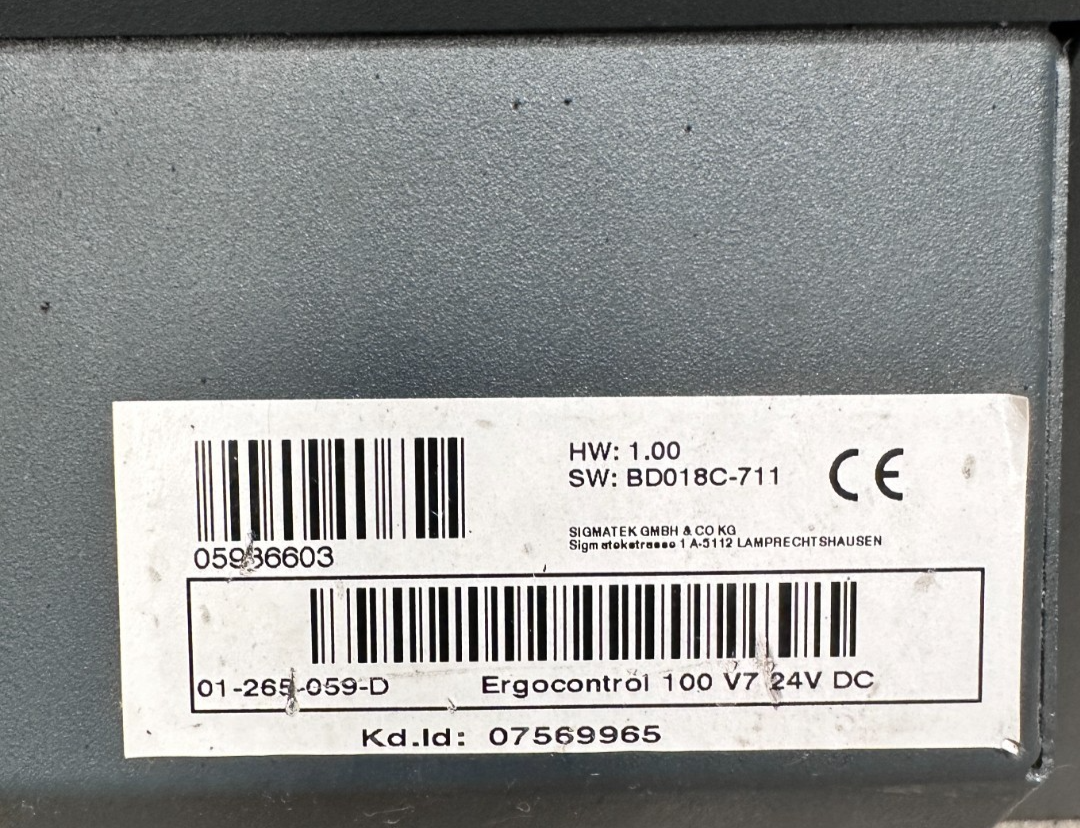 HW: 1.00
SW: BD018C-711
CE
SIGMATEK GMBH & CO KG
Sigmatekstrasse 1 A-5112 LAMPRECHTSHAUSEN
05936603
01-265-059-D Ergocontrol 100 V7 24V DC
Kd.Id: 07569965